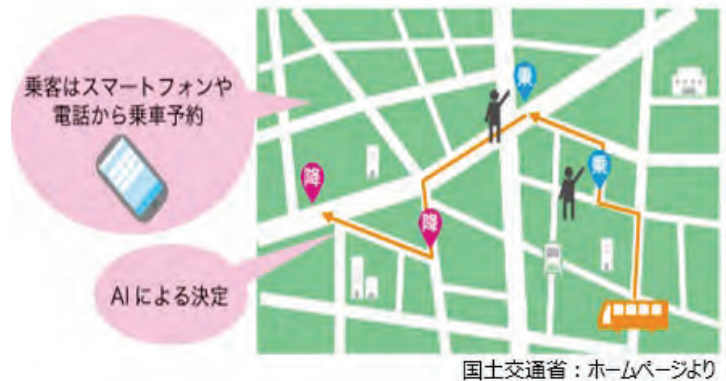 乗客はスマートフォンや
電話から乗車予約
乗
乗
降
降
AIによる決定
国土交通省：ホームページより